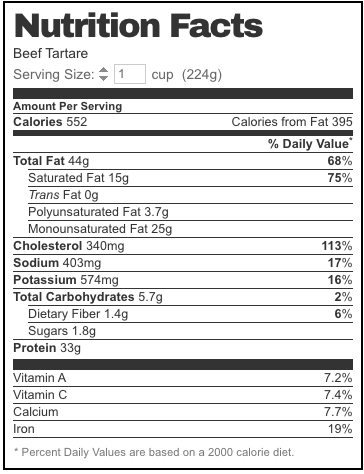 Nutrition Facts
Beef Tartare
Serving Size: 1 cup (224g)
Amount Per Serving
Calories 552 Calories from Fat 395
% Daily Value*
Total Fat 44g 68%
Saturated Fat 15g 75%
Trans Fat 0g
Polyunsaturated Fat 3.7g
Monounsaturated Fat 25g
Cholesterol 340mg 113%
Sodium 403mg 17%
Potassium 574mg 16%
Total Carbohydrates 5.7g 2%
Dietary Fiber 1.4g 6%
Sugars 1.8g
Protein 33g
Vitamin A 7.2%
Vitamin C 7.4%
Calcium 7.7%
Iron 19%
* Percent Daily Values are based on a 2000 calorie diet.